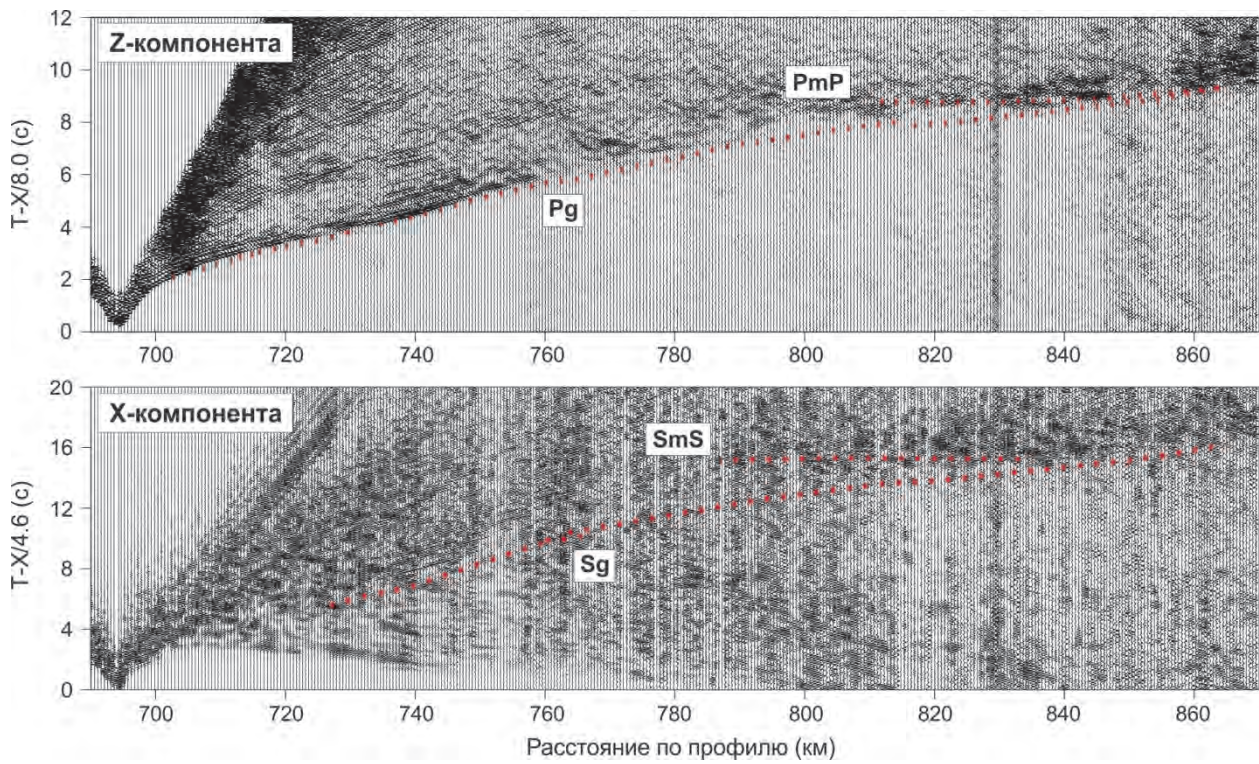 Z-компонента
T-X/8.0 (с)
12
10
8
6
4
2
0
PmP
Pg
700 720 740 760 780 800 820 840 860
X-компонента
T-X/4.6 (с)
20
16
12
8
4
0
SmS
Sg
700 720 740 760 780 800 820 840 860
Расстояние по профилю (км)